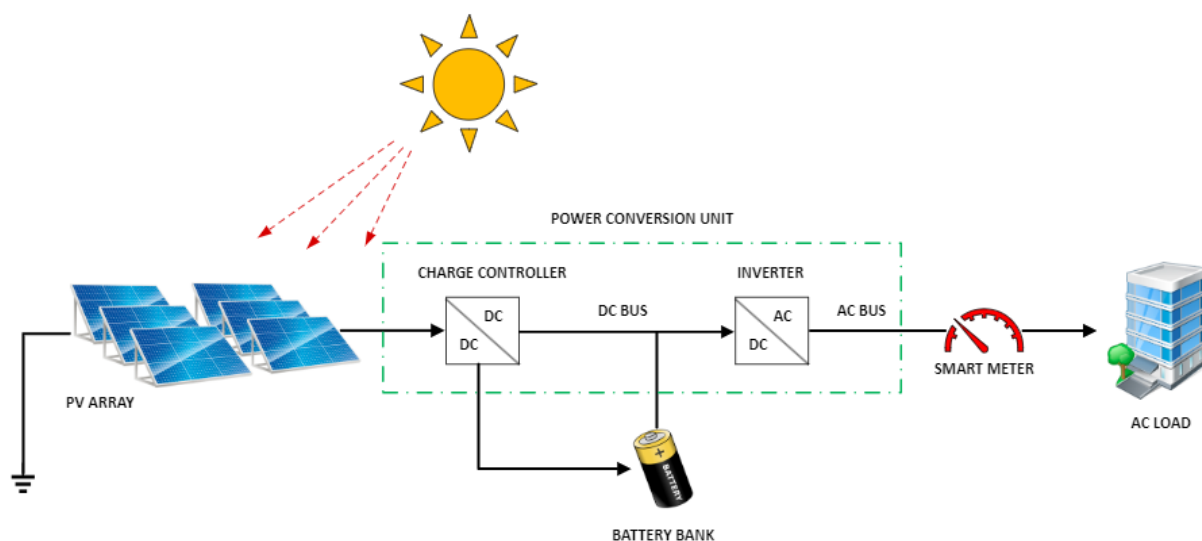 POWER CONVERSION UNIT
CHARGE CONTROLLER
INVERTER
DC
DC
DC BUS
AC
DC
AC BUS
SMART METER
PV ARRAY
AC LOAD
+
BATTERY
BATTERY BANK